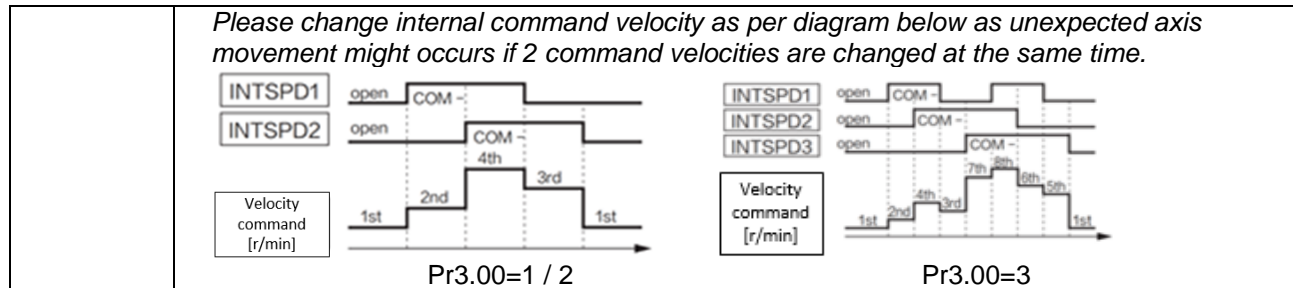 Please change internal command velocity as per diagram below as unexpected axis
movement might occurs if 2 command velocities are changed at the same time.
INTSPD1
open
COM –
INTSPD2
open
COM –
Velocity
command
[r/min]
1st
2nd
4th
3rd
1st
Pr3.00=1 / 2
INTSPD1
open
COM –
INTSPD2
open
COM –
INTSPD3
open
COM –
Velocity
command
[r/min]
1st
2nd
4th
3rd
7th
8th
6th
5th
1st
Pr3.00=3